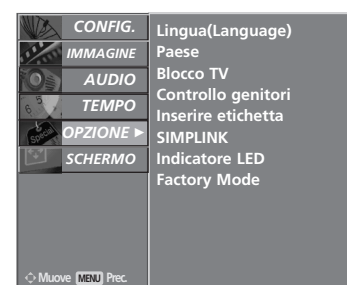 CONFIG.
IMMAGINE
AUDIO
TEMPO
Special
OPZIONE ►
SCHERMO
Lingua(Language)
Paese
Blocco TV
Controllo genitori
Inserire etichetta
SIMPLINK
Indicatore LED
Factory Mode
Muove MENU Prec.